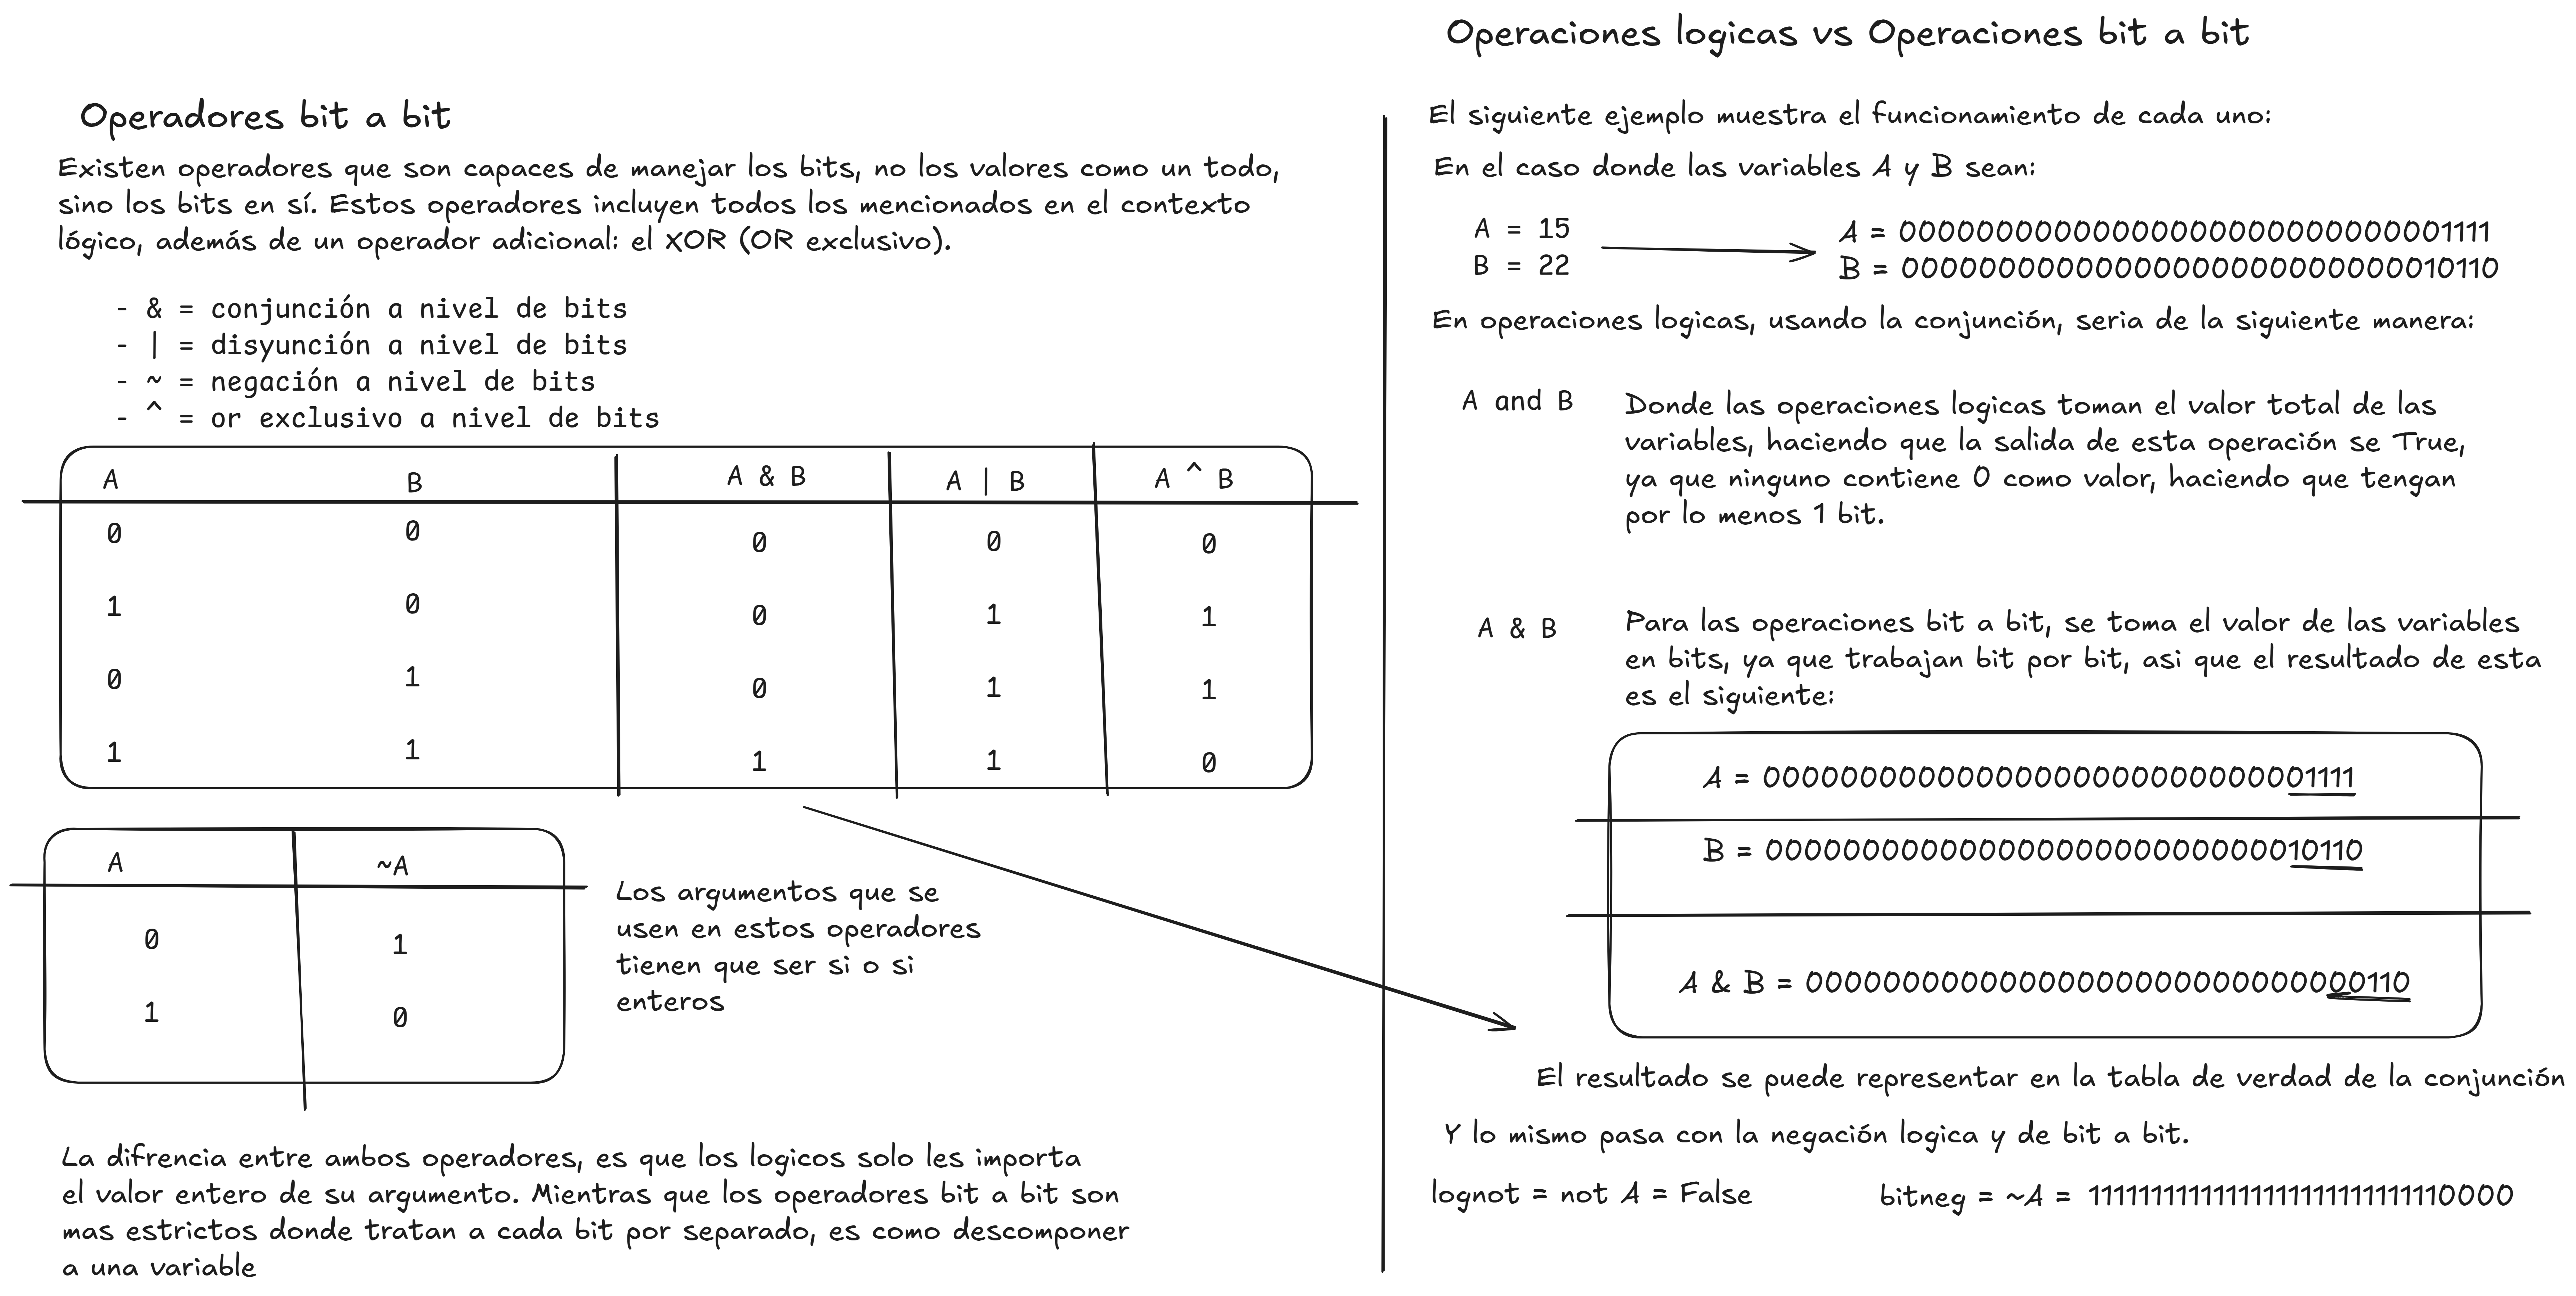 Operaciones logicas vs Operaciones bit a bit
Operadores bit a bit
Existen operadores que son capaces de manejar los bits, no los valores como un todo,
sino los bits en sí. Estos operadores incluyen todos los mencionados en el contexto
lógico, además de un operador adicional: el XOR (OR exclusivo).
- & = conjunción a nivel de bits
- | = disyunción a nivel de bits
- ~ = negación a nivel de bits
- ^ = or exclusivo a nivel de bits
A B A & B A | B A ^ B
0 0 0 0 0
1 0 0 1 1
0 1 0 1 1
1 1 1 1 0
A ~A
0 1
1 0
Los argumentos que se
usen en estos operadores
tienen que ser si o si
enteros
La difrencia entre ambos operadores, es que los logicos solo les importa
el valor entero de su argumento. Mientras que los operadores bit a bit son
mas estrictos donde tratan a cada bit por separado, es como descomponer
a una variable
El siguiente ejemplo muestra el funcionamiento de cada uno:
En el caso donde las variables A y B sean:
A = 15
B = 22
A = 00000000000000000000000000001111
B = 00000000000000000000000000010110
En operaciones logicas, usando la conjunción, seria de la siguiente manera:
A and B
Donde las operaciones logicas toman el valor total de las
variables, haciendo que la salida de esta operación se True,
ya que ninguno contiene 0 como valor, haciendo que tengan
por lo menos 1 bit.
A & B
Para las operaciones bit a bit, se toma el valor de las variables
en bits, ya que trabajan bit por bit, asi que el resultado de esta
es el siguiente:
A = 00000000000000000000000000001111
B = 00000000000000000000000000010110
A & B = 00000000000000000000000000000110
El resultado se puede representar en la tabla de verdad de la conjunción
Y lo mismo pasa con la negación logica y de bit a bit.
lognot = not A = False
bitneg = ~A = 11111111111111111111111111110000